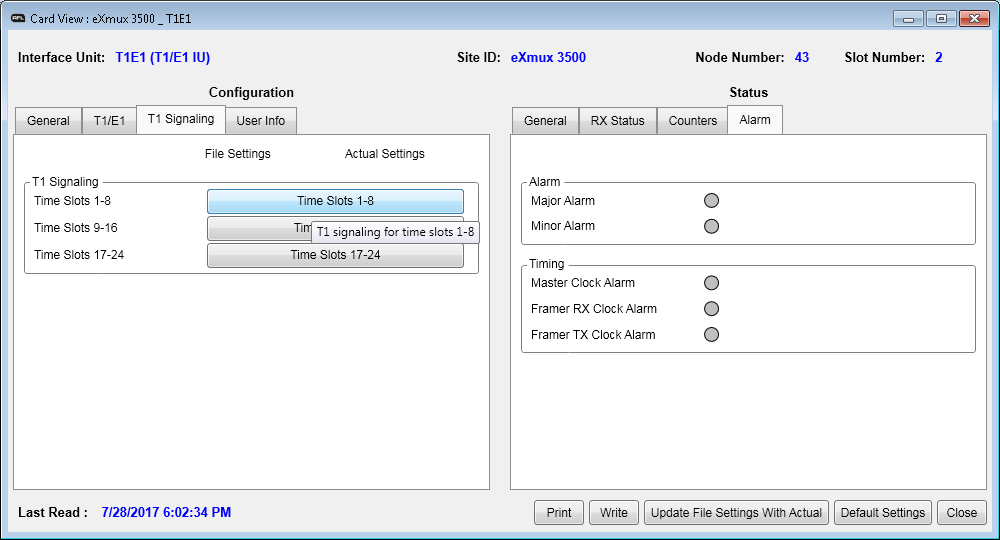 AFL Card View : eXmux 3500 _ T1E1
Interface Unit: T1E1 (T1/E1 IU) Site ID: eXmux 3500 Node Number: 43 Slot Number: 2
Configuration
General T1/E1 T1 Signaling User Info
File Settings Actual Settings
T1 Signaling
Time Slots 1-8 Time Slots 1-8
Time Slots 9-16 Tim
T1 signaling for time slots 1-8
Time Slots 17-24 Time Slots 17-24
Status
General RX Status Counters Alarm
Alarm
Major Alarm
Minor Alarm
Timing
Master Clock Alarm
Framer RX Clock Alarm
Framer TX Clock Alarm
Last Read : 7/28/2017 6:02:34 PM
Print Write Update File Settings With Actual Default Settings Close